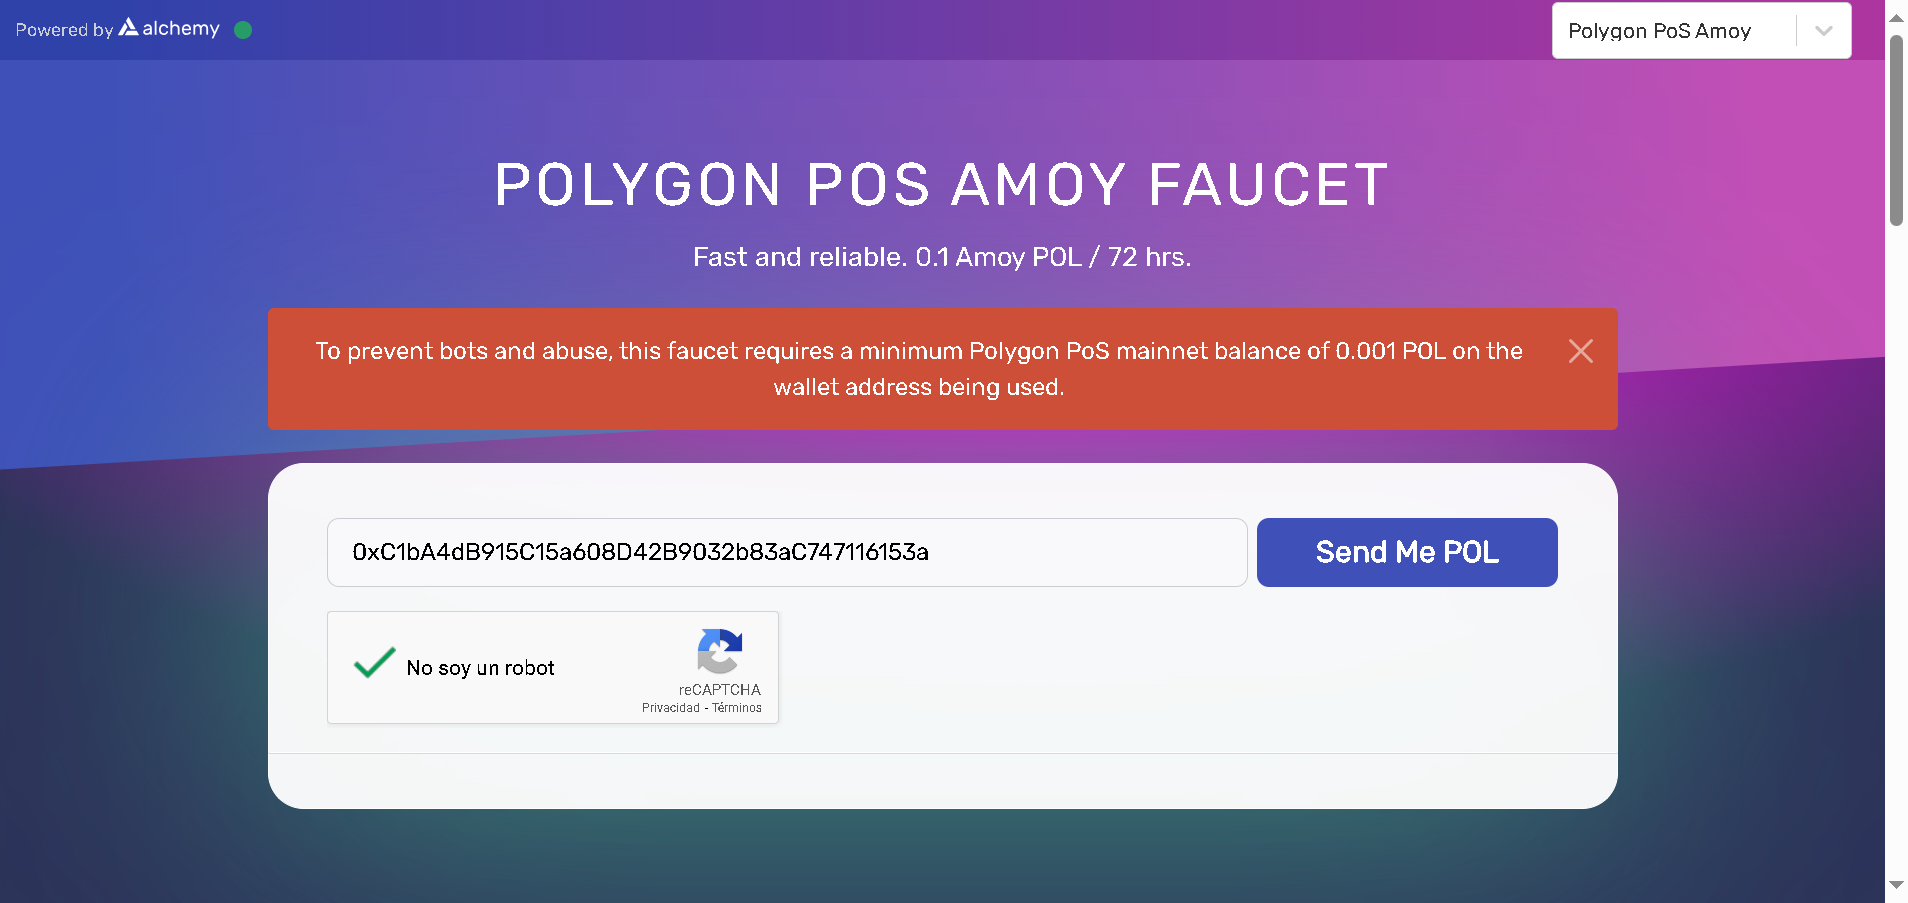 Powered by alchemy
Polygon PoS Amoy
POLYGON POS AMOY FAUCET
Fast and reliable. 0.1 Amoy POL / 72 hrs.
To prevent bots and abuse, this faucet requires a minimum Polygon PoS mainnet balance of 0.001 POL on the
wallet address being used.
0xC1bA4dB915C15a608D42B9032b83aC747116153a
Send Me POL
No soy un robot
reCAPTCHA
Privacidad - Términos